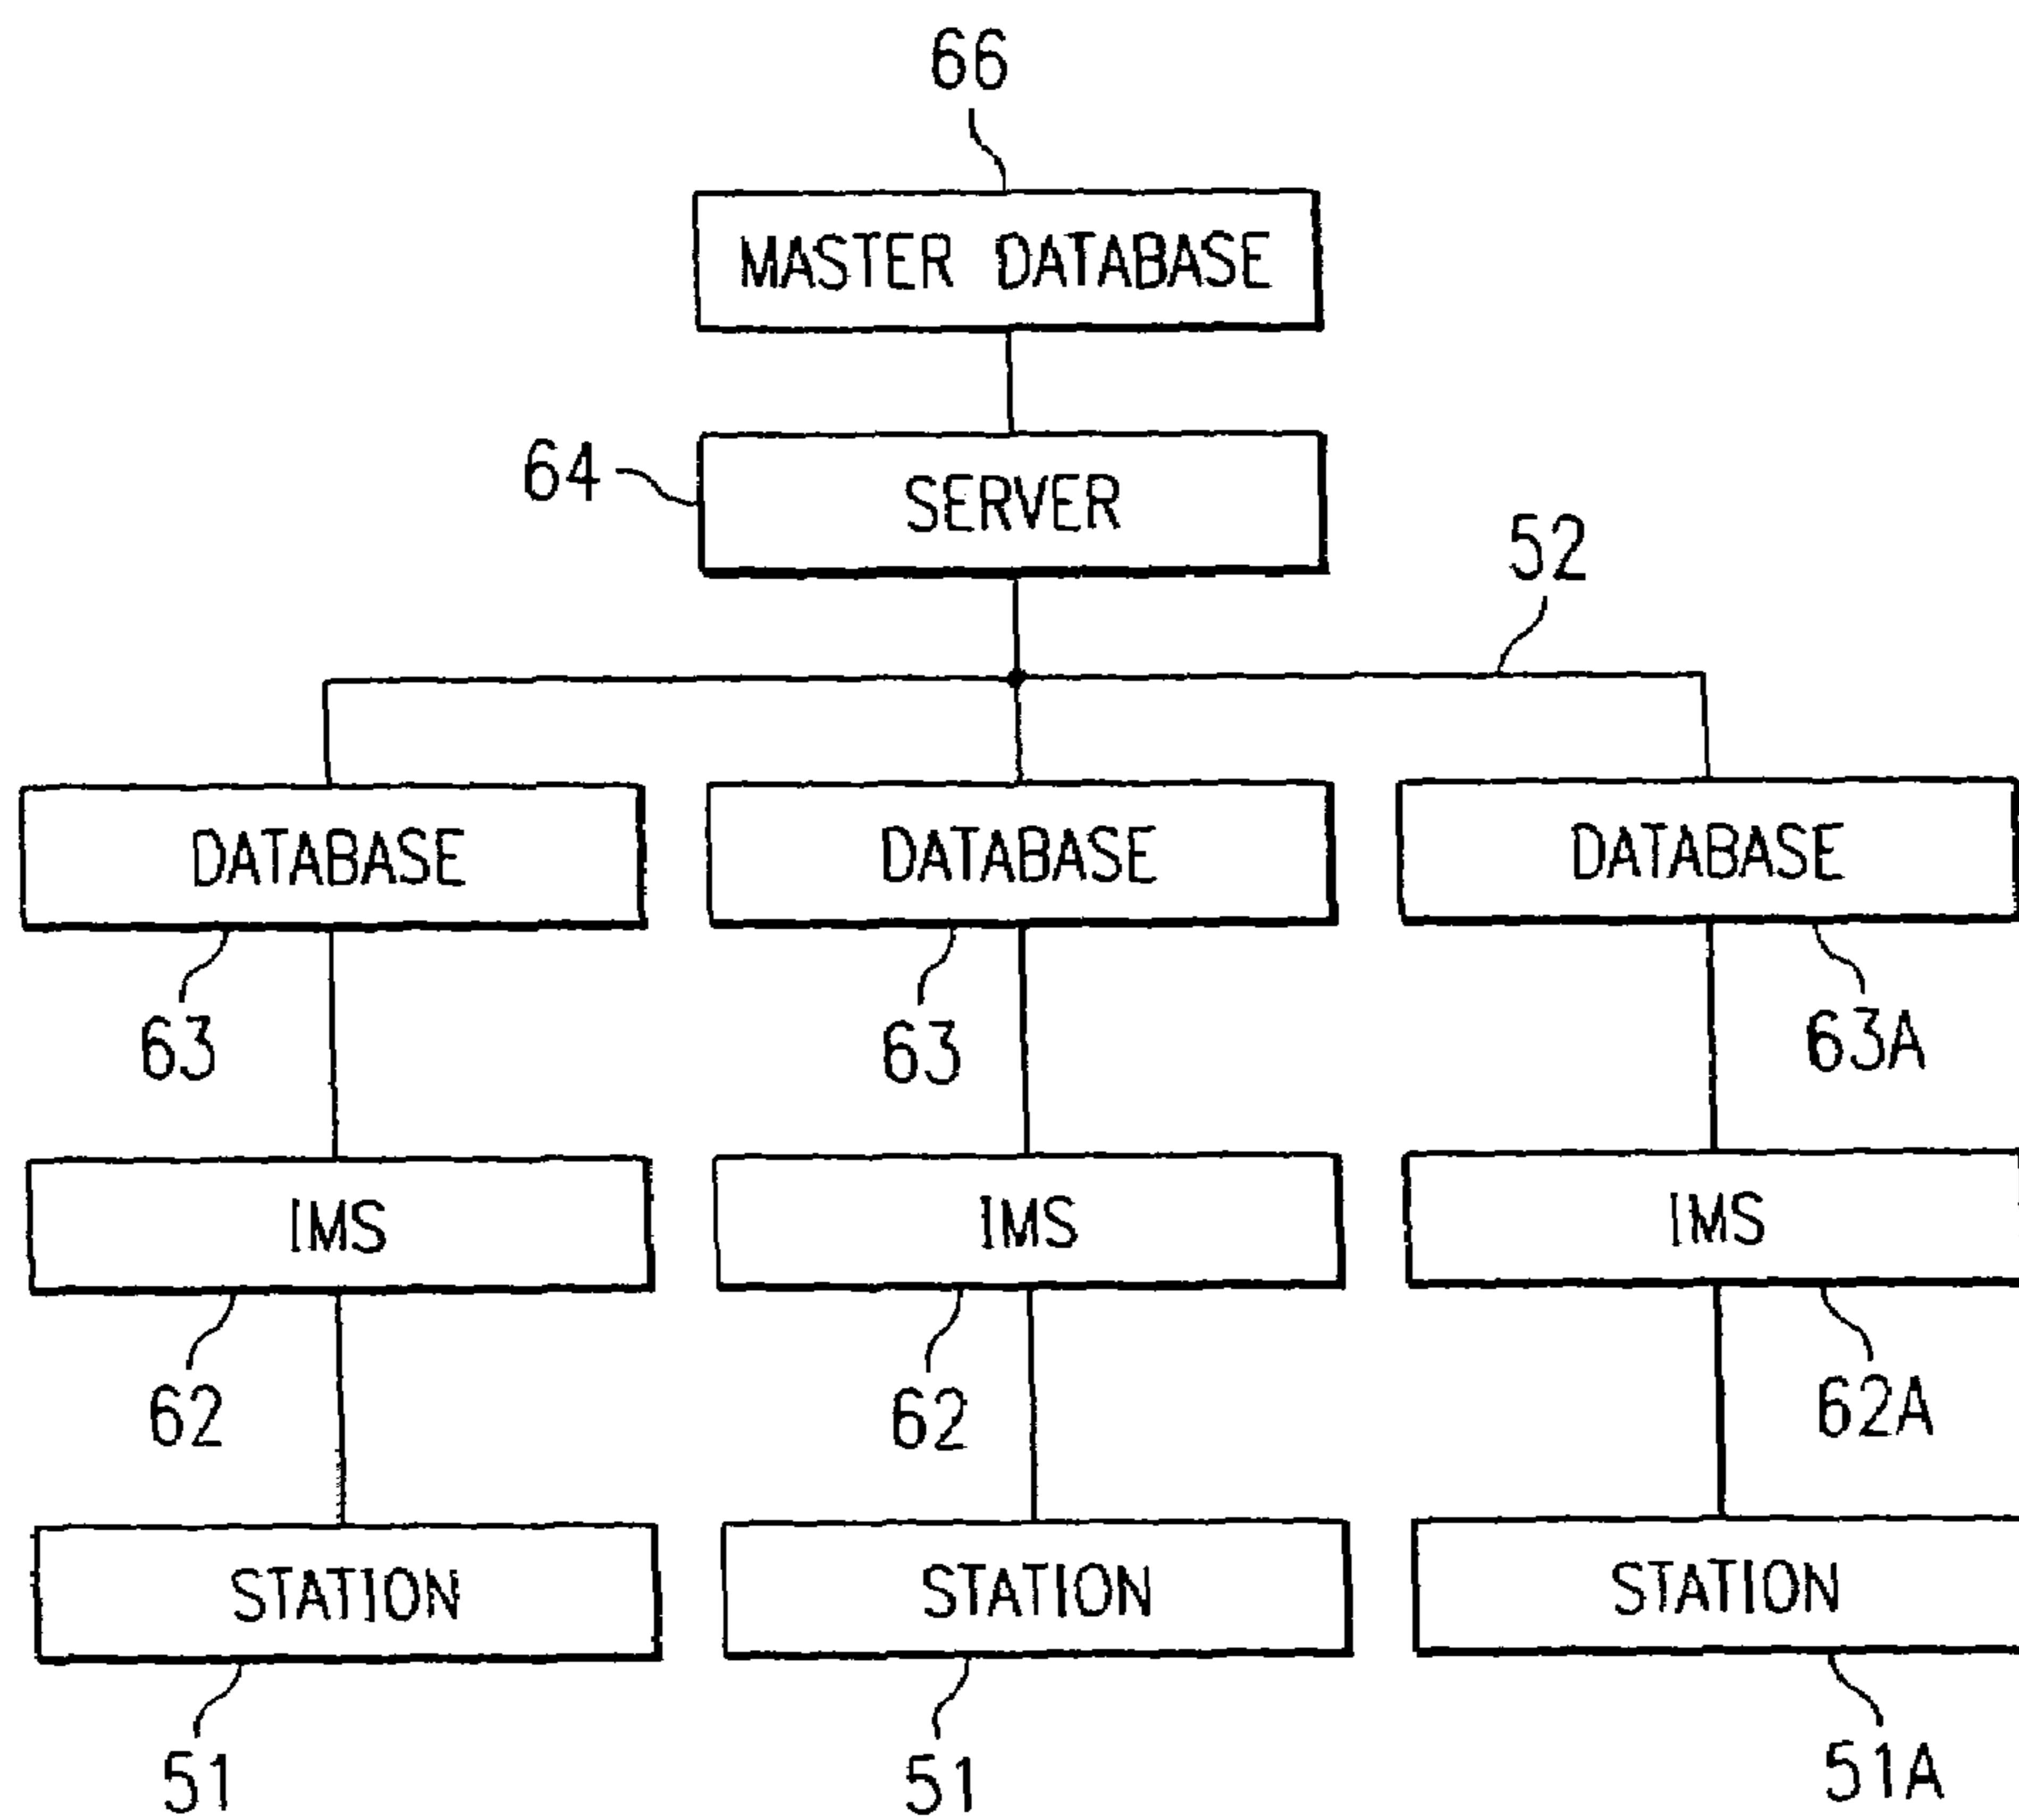 66
MASTER DATABASE
64
SERVER
52
DATABASE
DATABASE
DATABASE
63
63
63A
IMS
IMS
IMS
62
62
62A
STATION
STATION
STATION
51
51
51A